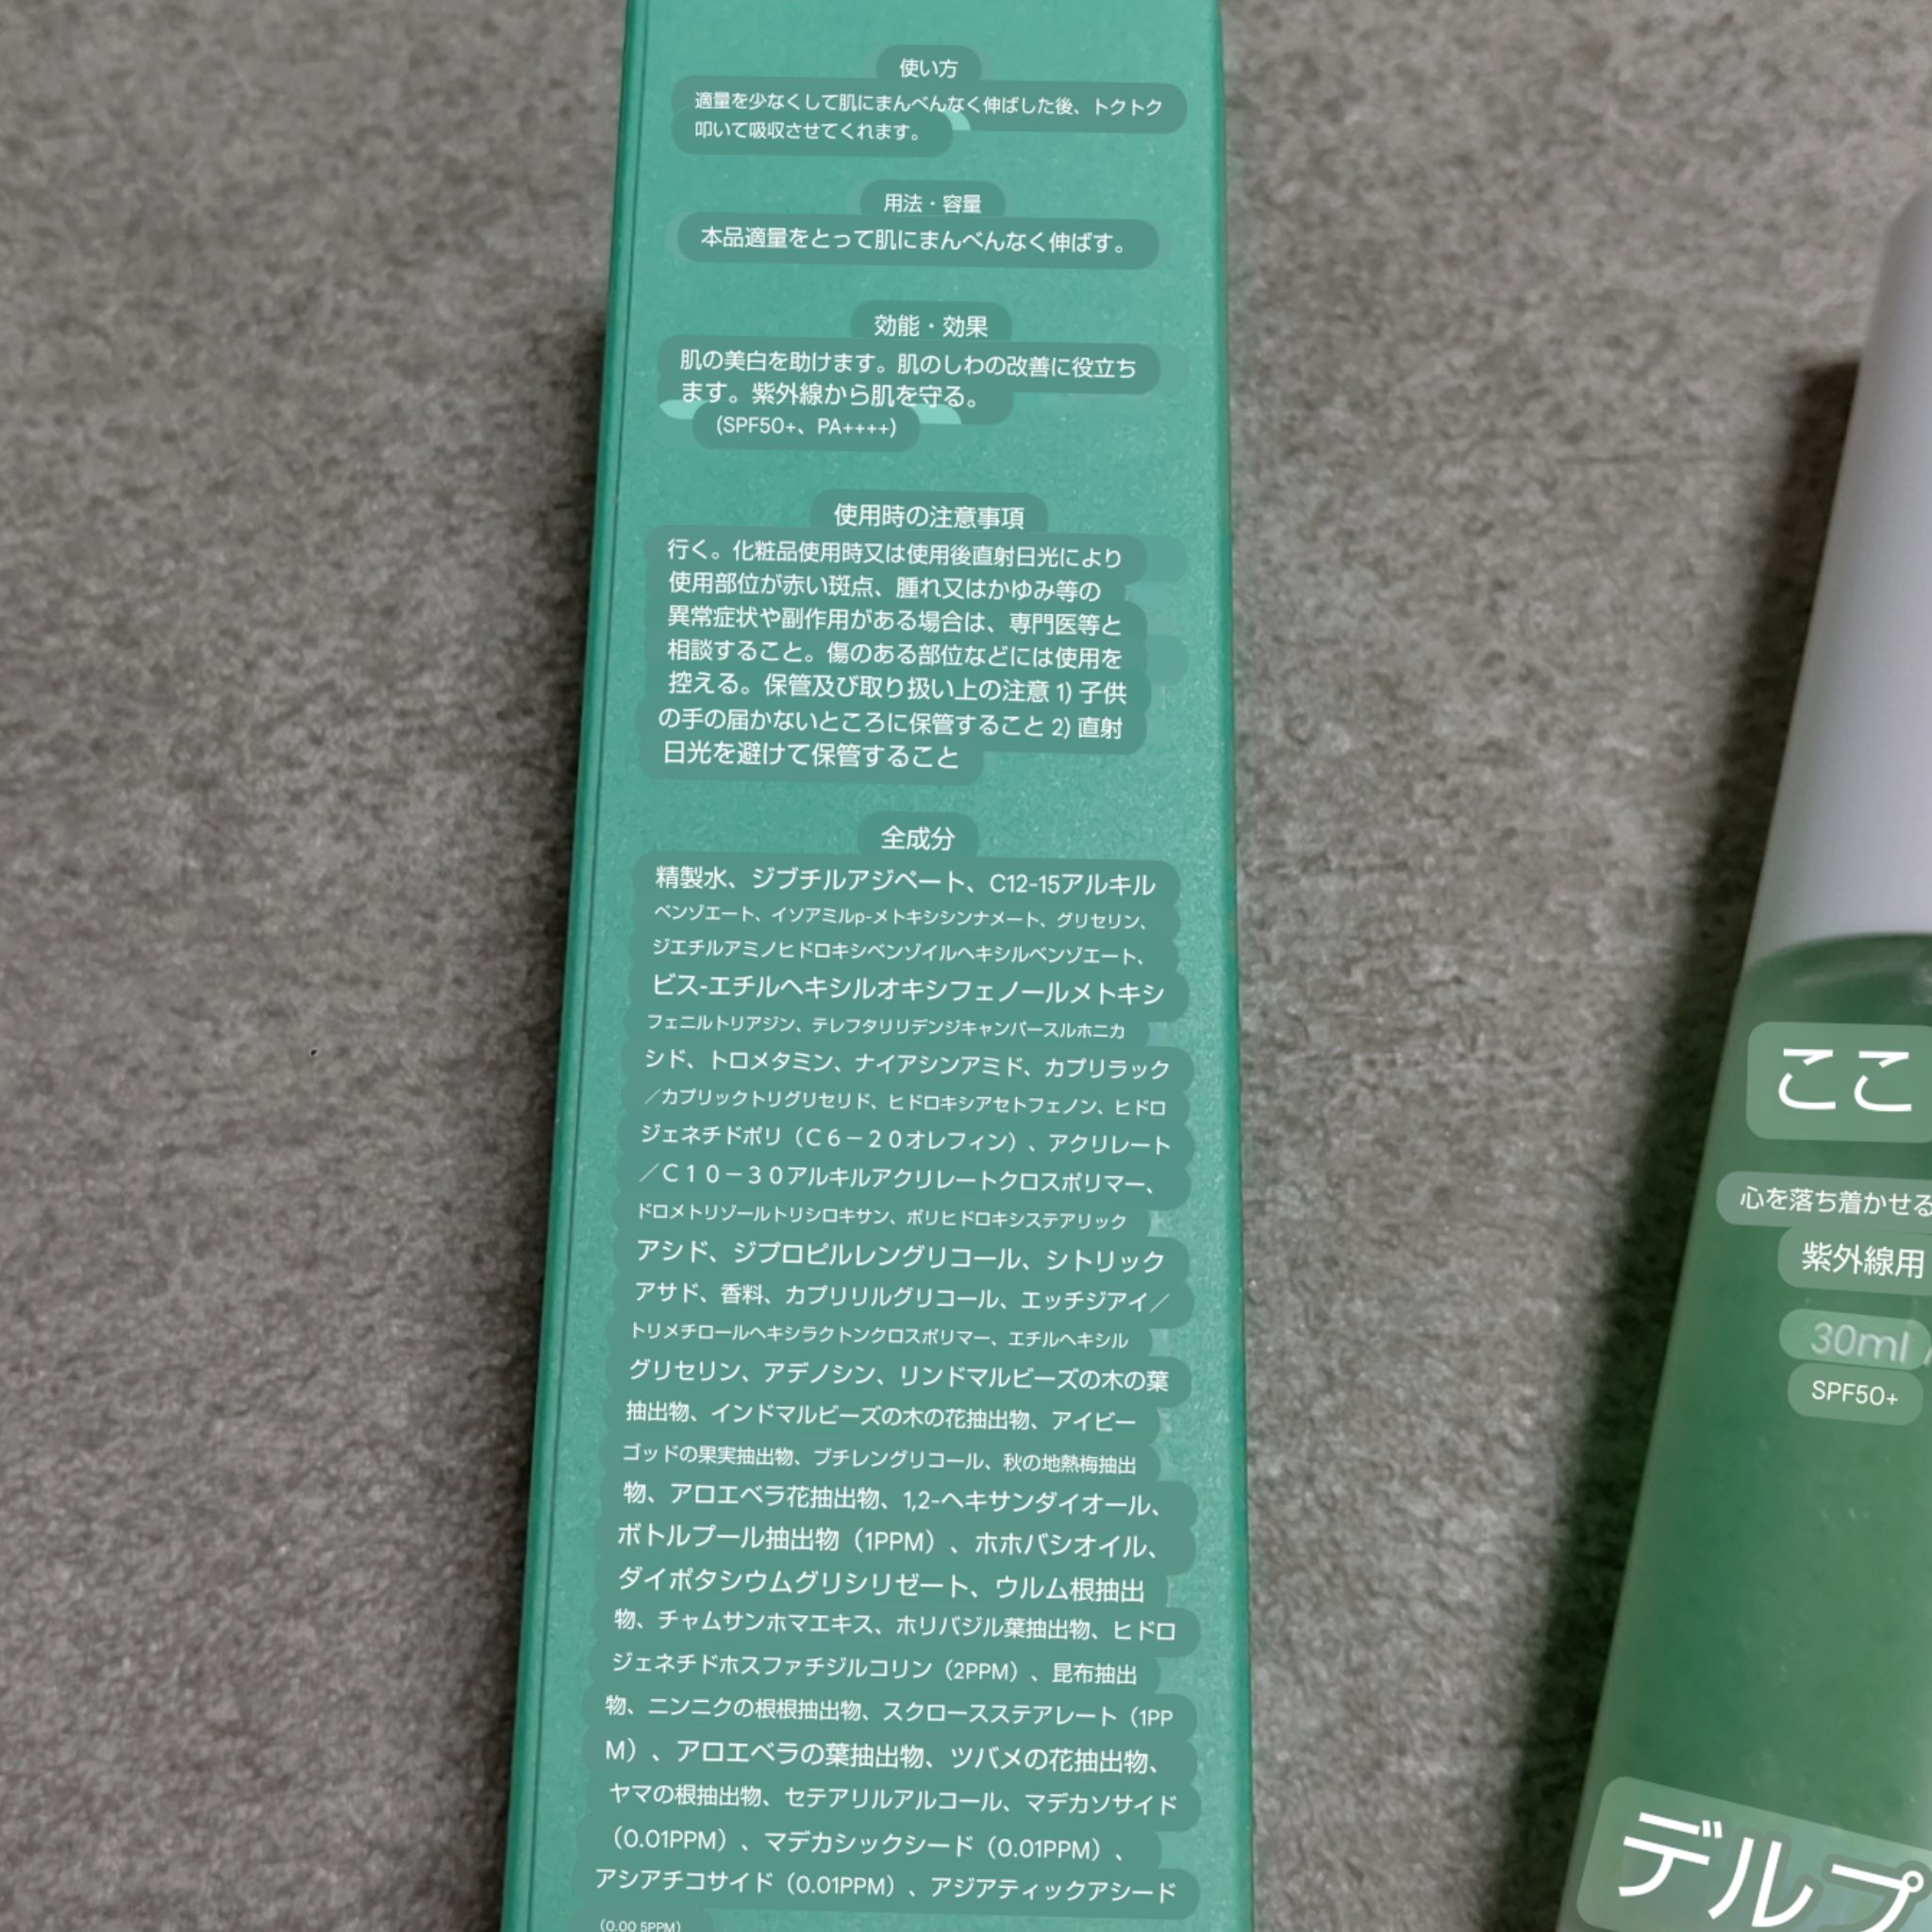 使い方
適量を少なくして肌にまんべんなく伸ばした後、トクトク
叩いて吸収させてくれます。
用法・容量
本品適量をとって肌にまんべんなく伸ばす。
効能・効果
肌の美白を助けます。肌のしわの改善に役立ち
ます。紫外線から肌を守る。
(SPF50+、PA++++)
使用時の注意事項
行く。化粧品使用時又は使用後直射日光により
使用部位が赤い斑点、腫れ又はかゆみ等の
異常症状や副作用がある場合は、専門医等と
相談すること。傷のある部位などには使用を
控える。保管及び取り扱い上の注意 1) 子供
の手の届かないところに保管すること 2) 直射
日光を避けて保管すること
全成分
精製水、ジブチルアジペート、C12-15アルキル
ベンゾエート、イソアミルp-メトキシシンナメート、グリセリン、
ジエチルアミノヒドロキシベンゾイルヘキシルベンゾエート、
ビス-エチルヘキシルオキシフェノールメトキシ
フェニルトリアジン、テレフタリリデンジキャンパースルホニカ
シド、トロメタミン、ナイアシンアミド、カプリラック
／カプリックトリグリセリド、ヒドロキシアセトフェノン、ヒドロ
ジェネチドポリ（Ｃ６－２０オレフィン）、アクリレート
／Ｃ１０－３０アルキルアクリレートクロスポリマー、
ドロメトリゾールトリシロキサン、ポリヒドロキシステアリック
アシド、ジプロピルレングリコール、シトリック
アサド、香料、カプリリルグリコール、エッチジアイ／
トリメチロールヘキシラクトンクロスポリマー、エチルヘキシル
グリセリン、アデノシン、リンドマルビーズの木の葉
抽出物、インドマルビーズの木の花抽出物、アイビー
ゴッドの果実抽出物、ブチレングリコール、秋の地熱梅抽出
物、アロエベラ花抽出物、1,2-ヘキサンダイオール、
ボトルプール抽出物（1PPM）、ホホバシオイル、
ダイポタシウムグリシリゼート、ウルム根抽出
物、チャムサンホマエキス、ホリバジル葉抽出物、ヒドロ
ジェネチドホスファチジルコリン（2PPM）、昆布抽出
物、ニンニクの根根抽出物、スクロースステアレート（1PP
M）、アロエベラの葉抽出物、ツバメの花抽出物、
ヤマの根抽出物、セテアリルアルコール、マデカソサイド
（0.01PPM）、マデカシックシード（0.01PPM）、
アシアチコサイド（0.01PPM）、アジアティックアシード
（0.00 5PPM）
ここ
心を落ち着かせる
紫外線用
30ml
SPF50+
デルプ